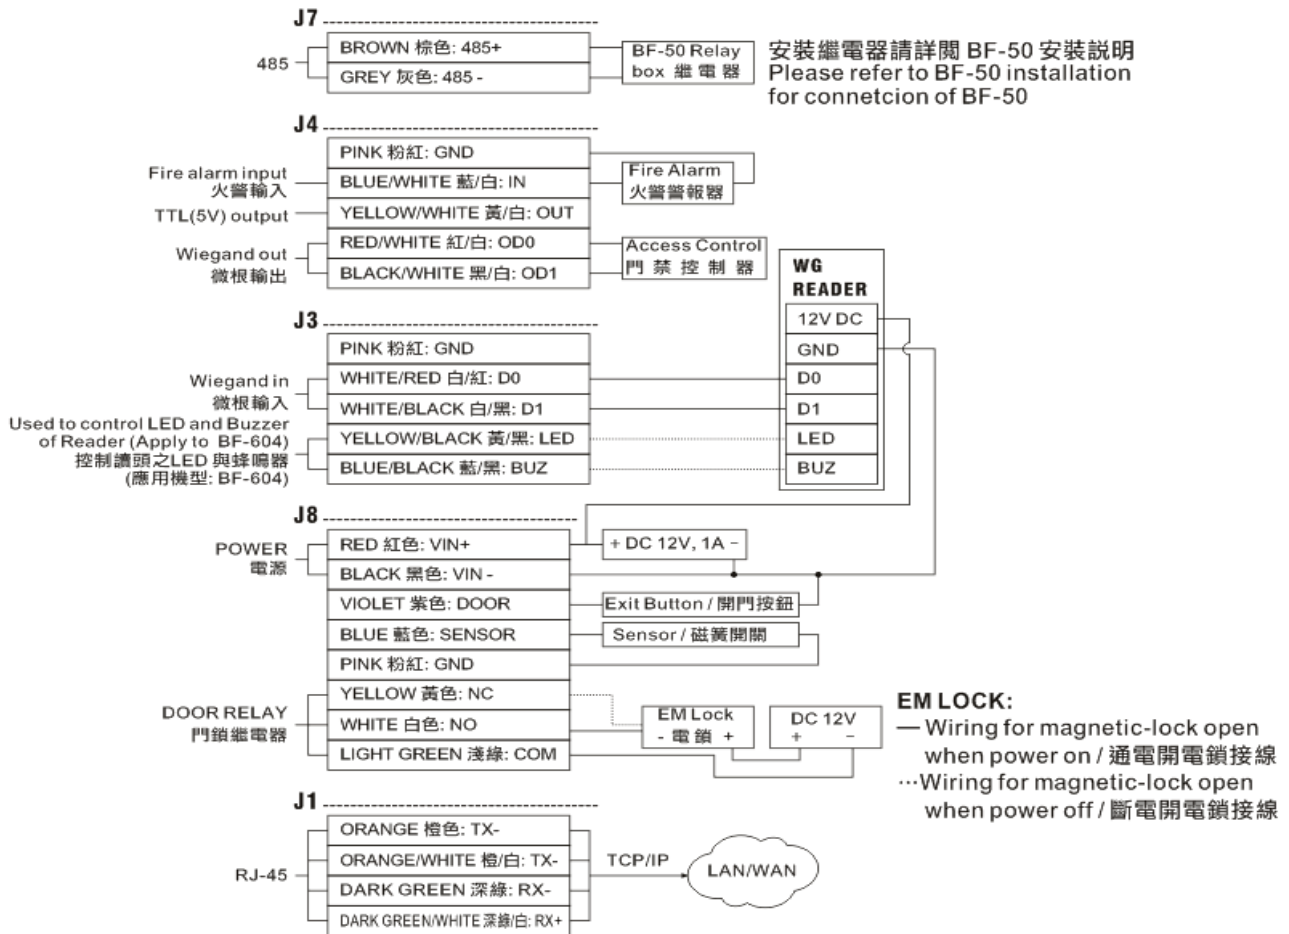 J7
485
BROWN 棕色: 485+
GREY 灰色: 485 -
BF-50 Relay
box 繼電器
安裝繼電器請詳閱 BF-50 安裝説明
Please refer to BF-50 installation
for connetcion of BF-50
J4
Fire alarm input
火警輸入
TTL(5V) output
Wiegand out
微根輸出
PINK 粉紅: GND
BLUE/WHITE 藍/白: IN
YELLOW/WHITE 黃/白: OUT
RED/WHITE 紅/白: OD0
BLACK/WHITE 黑/白: OD1
Fire Alarm
火警警報器
Access Control
門禁控制器
WG
READER
12V DC
GND
D0
D1
LED
BUZ
J3
Wiegand in
微根輸入
Used to control LED and Buzzer
of Reader (Apply to BF-604)
控制讀頭之LED 與蜂鳴器
(應用機型: BF-604)
PINK 粉紅: GND
WHITE/RED 白/紅: D0
WHITE/BLACK 白/黑: D1
YELLOW/BLACK 黃/黑: LED
BLUE/BLACK 藍/黑: BUZ
J8
POWER
電源
DOOR RELAY
門鎖繼電器
RED 紅色: VIN+
BLACK 黑色: VIN -
VIOLET 紫色: DOOR
BLUE 藍色: SENSOR
PINK 粉紅: GND
YELLOW 黃色: NC
WHITE 白色: NO
LIGHT GREEN 淺綠: COM
+ DC 12V, 1A -
Exit Button / 開門按鈕
Sensor / 磁簧開關
EM Lock
- 電鎖 +
DC 12V
+ -
EM LOCK:
— Wiring for magnetic-lock open
when power on / 通電開電鎖接線
···Wiring for magnetic-lock open
when power off / 斷電開電鎖接線
J1
RJ-45
ORANGE 橙色: TX-
ORANGE/WHITE 橙/白: TX-
DARK GREEN 深綠: RX-
DARK GREEN/WHITE 深綠/白: RX+
TCP/IP
LAN/WAN